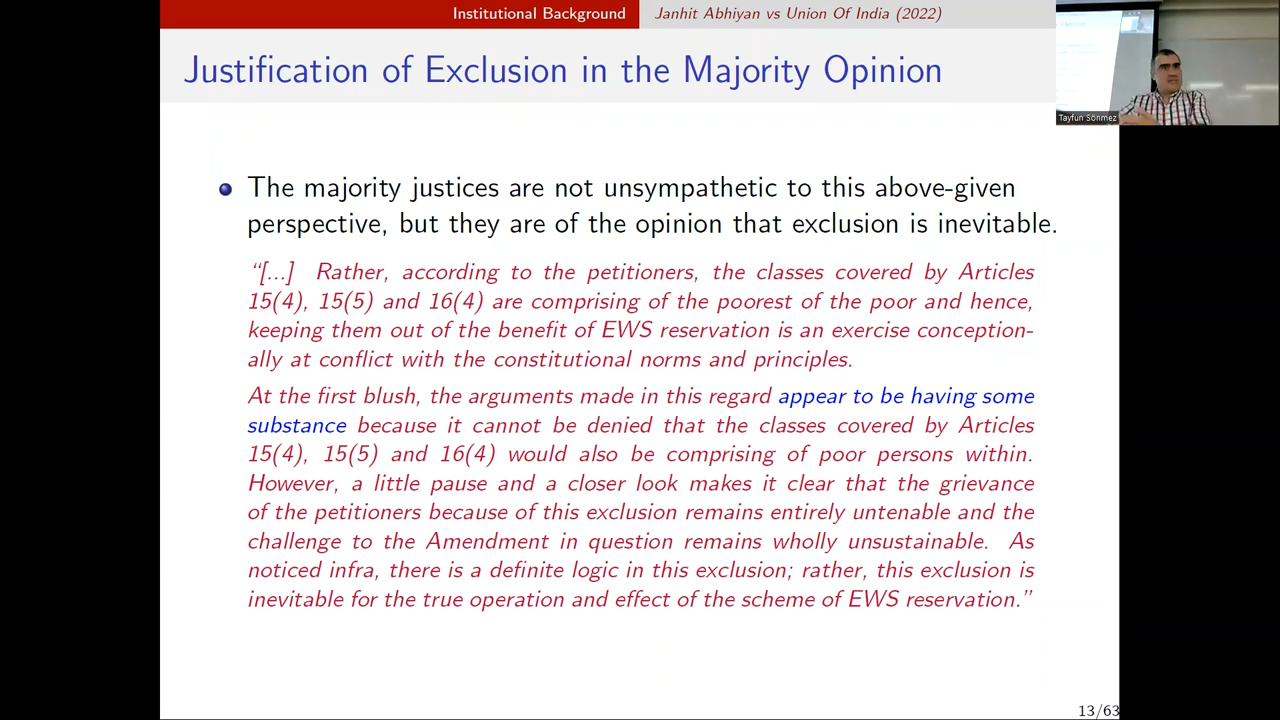 Institutional Background
Janhit Abhiyan vs Union Of India (2022)
Justification of Exclusion in the Majority Opinion
Tayfun Sönmez
The majority justices are not unsympathetic to this above-given
perspective, but they are of the opinion that exclusion is inevitable.
“[...] Rather, according to the petitioners, the classes covered by Articles
15(4), 15(5) and 16(4) are comprising of the poorest of the poor and hence,
keeping them out of the benefit of EWS reservation is an exercise conception-
ally at conflict with the constitutional norms and principles.
At the first blush, the arguments made in this regard appear to be having some
substance because it cannot be denied that the classes covered by Articles
15(4), 15(5) and 16(4) would also be comprising of poor persons within.
However, a little pause and a closer look makes it clear that the grievance
of the petitioners because of this exclusion remains entirely untenable and the
challenge to the Amendment in question remains wholly unsustainable. As
noticed infra, there is a definite logic in this exclusion; rather, this exclusion is
inevitable for the true operation and effect of the scheme of EWS reservation.”
13/63